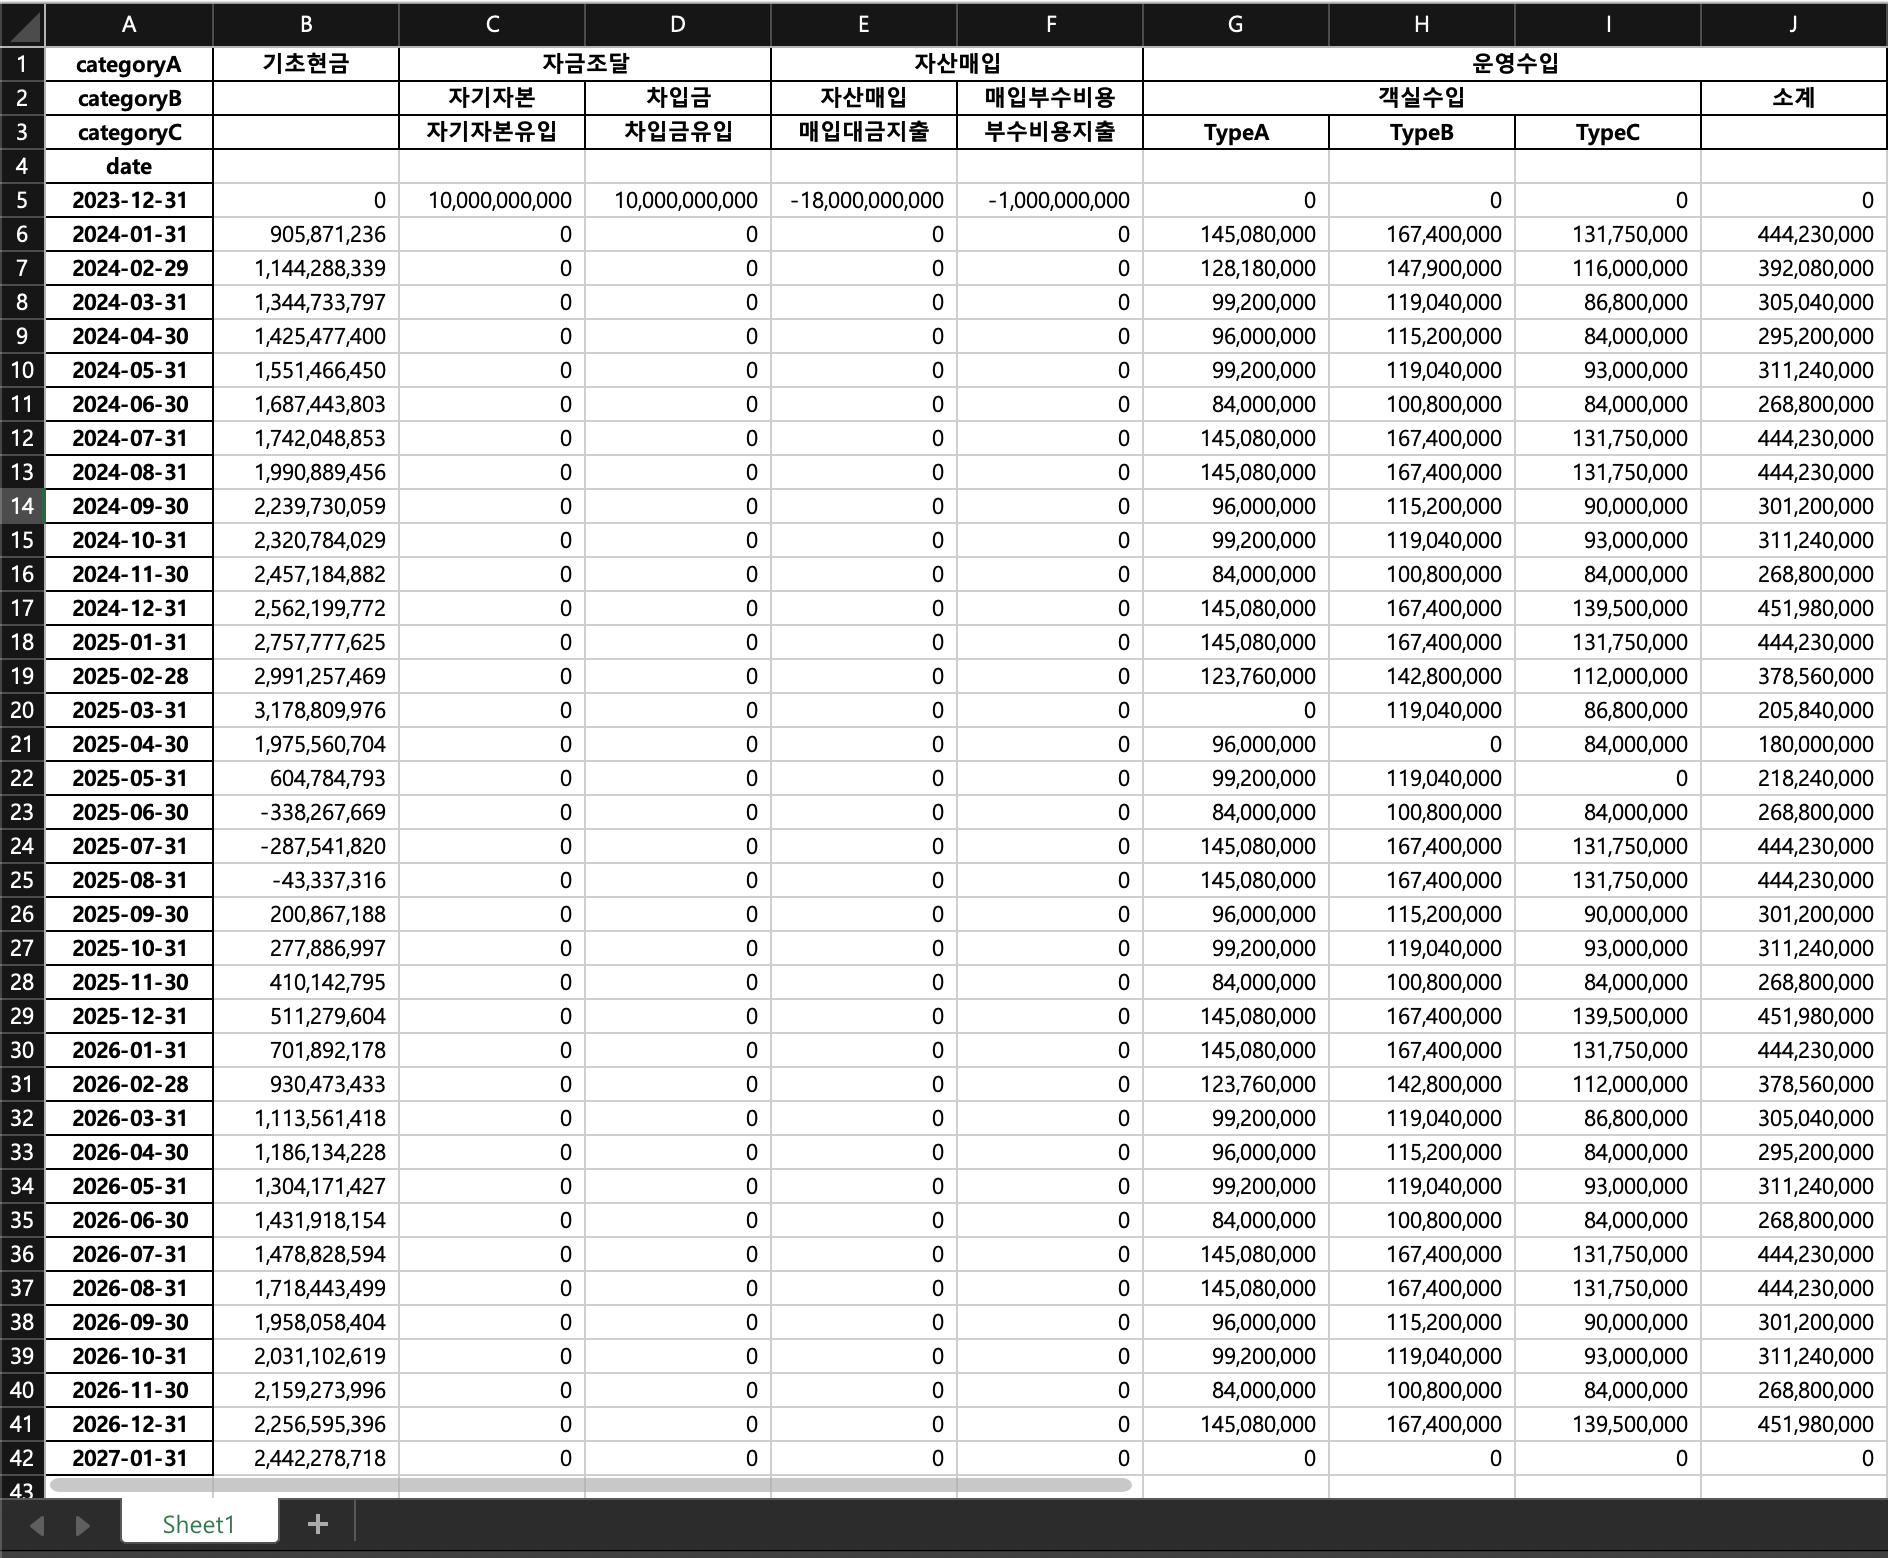 A B C D E F G H I J
1 categoryA 기초현금 자금조달 자산매입 운영수입
2 categoryB 자기자본 차입금 자산매입 매입부수비용 객실수입 소계
3 categoryC 자기자본유입 차입금유입 매입대금지출 부수비용지출 TypeA TypeB TypeC
4 date
5 2023-12-31 0 10,000,000,000 10,000,000,000 -18,000,000,000 -1,000,000,000 0 0 0 0
6 2024-01-31 905,871,236 0 0 0 0 145,080,000 167,400,000 131,750,000 444,230,000
7 2024-02-29 1,144,288,339 0 0 0 0 128,180,000 147,900,000 116,000,000 392,080,000
8 2024-03-31 1,344,733,797 0 0 0 0 99,200,000 119,040,000 86,800,000 305,040,000
9 2024-04-30 1,425,477,400 0 0 0 0 96,000,000 115,200,000 84,000,000 295,200,000
10 2024-05-31 1,551,466,450 0 0 0 0 99,200,000 119,040,000 93,000,000 311,240,000
11 2024-06-30 1,687,443,803 0 0 0 0 84,000,000 100,800,000 84,000,000 268,800,000
12 2024-07-31 1,742,048,853 0 0 0 0 145,080,000 167,400,000 131,750,000 444,230,000
13 2024-08-31 1,990,889,456 0 0 0 0 145,080,000 167,400,000 131,750,000 444,230,000
14 2024-09-30 2,239,730,059 0 0 0 0 96,000,000 115,200,000 90,000,000 301,200,000
15 2024-10-31 2,320,784,029 0 0 0 0 99,200,000 119,040,000 93,000,000 311,240,000
16 2024-11-30 2,457,184,882 0 0 0 0 84,000,000 100,800,000 84,000,000 268,800,000
17 2024-12-31 2,562,199,772 0 0 0 0 145,080,000 167,400,000 139,500,000 451,980,000
18 2025-01-31 2,757,777,625 0 0 0 0 145,080,000 167,400,000 131,750,000 444,230,000
19 2025-02-28 2,991,257,469 0 0 0 0 123,760,000 142,800,000 112,000,000 378,560,000
20 2025-03-31 3,178,809,976 0 0 0 0 0 119,040,000 86,800,000 205,840,000
21 2025-04-30 1,975,560,704 0 0 0 0 96,000,000 0 84,000,000 180,000,000
22 2025-05-31 604,784,793 0 0 0 0 99,200,000 119,040,000 0 218,240,000
23 2025-06-30 -338,267,669 0 0 0 0 84,000,000 100,800,000 84,000,000 268,800,000
24 2025-07-31 -287,541,820 0 0 0 0 145,080,000 167,400,000 131,750,000 444,230,000
25 2025-08-31 -43,337,316 0 0 0 0 145,080,000 167,400,000 131,750,000 444,230,000
26 2025-09-30 200,867,188 0 0 0 0 96,000,000 115,200,000 90,000,000 301,200,000
27 2025-10-31 277,886,997 0 0 0 0 99,200,000 119,040,000 93,000,000 311,240,000
28 2025-11-30 410,142,795 0 0 0 0 84,000,000 100,800,000 84,000,000 268,800,000
29 2025-12-31 511,279,604 0 0 0 0 145,080,000 167,400,000 139,500,000 451,980,000
30 2026-01-31 701,892,178 0 0 0 0 145,080,000 167,400,000 131,750,000 444,230,000
31 2026-02-28 930,473,433 0 0 0 0 123,760,000 142,800,000 112,000,000 378,560,000
32 2026-03-31 1,113,561,418 0 0 0 0 99,200,000 119,040,000 86,800,000 305,040,000
33 2026-04-30 1,186,134,228 0 0 0 0 96,000,000 115,200,000 84,000,000 295,200,000
34 2026-05-31 1,304,171,427 0 0 0 0 99,200,000 119,040,000 93,000,000 311,240,000
35 2026-06-30 1,431,918,154 0 0 0 0 84,000,000 100,800,000 84,000,000 268,800,000
36 2026-07-31 1,478,828,594 0 0 0 0 145,080,000 167,400,000 131,750,000 444,230,000
37 2026-08-31 1,718,443,499 0 0 0 0 145,080,000 167,400,000 131,750,000 444,230,000
38 2026-09-30 1,958,058,404 0 0 0 0 96,000,000 115,200,000 90,000,000 301,200,000
39 2026-10-31 2,031,102,619 0 0 0 0 99,200,000 119,040,000 93,000,000 311,240,000
40 2026-11-30 2,159,273,996 0 0 0 0 84,000,000 100,800,000 84,000,000 268,800,000
41 2026-12-31 2,256,595,396 0 0 0 0 145,080,000 167,400,000 139,500,000 451,980,000
42 2027-01-31 2,442,278,718 0 0 0 0 0 0 0 0
43
Sheet1